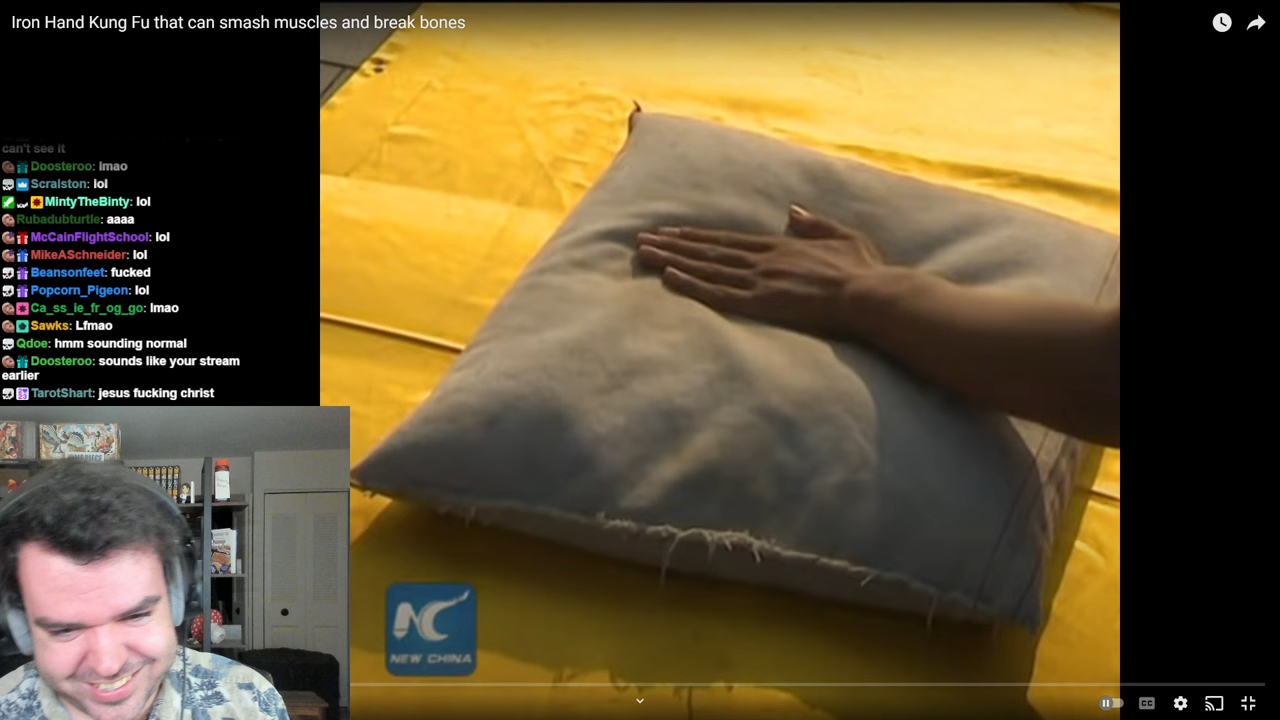 Iron Hand Kung Fu that can smash muscles and break bones
can't see it
Doosteroo: lmao
Scralston: lol
MintyTheBinty: lol
Rubadubturtle: aaaa
McCainFlightSchool: lol
MikeASchneider: lol
Beansonfeet: fucked
Popcorn_Pigeon: lol
Ca_ss_ie_fr_og_go: lmao
Sawks: Lfmao
Qdoe: hmm sounding normal
Doosteroo: sounds like your stream
earlier
TarotShart: jesus fucking christ
NC
NEW CHINA
CC